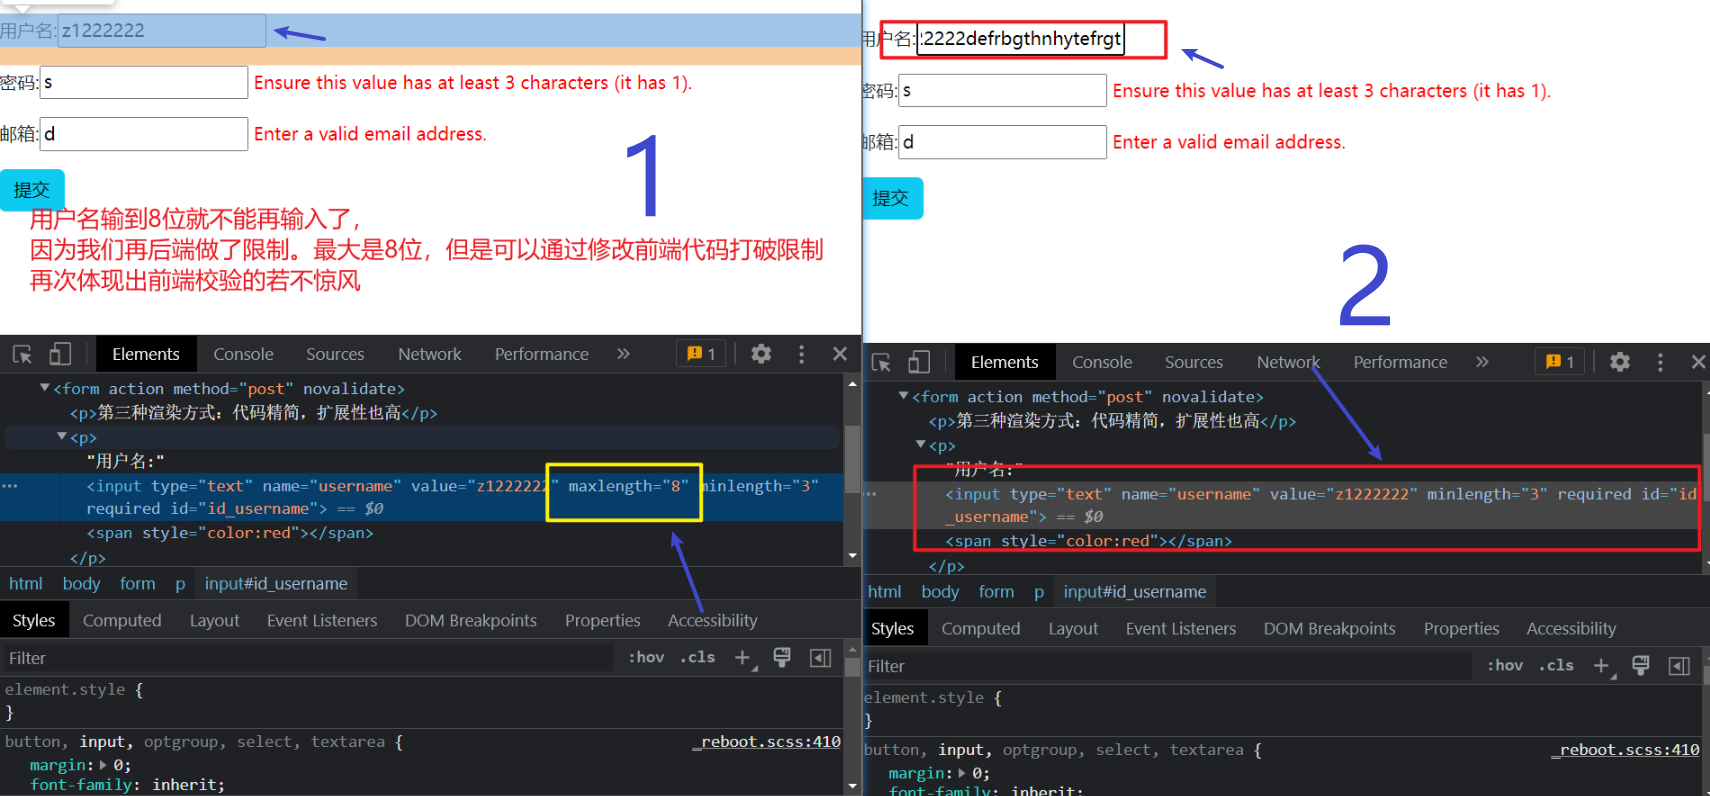 用户名: z1222222
密码: s Ensure this value has at least 3 characters (it has 1).
邮箱: d Enter a valid email address.
提交
1
用户名输到8位就不能再输入了，
因为我们再后端做了限制。最大是8位，但是可以通过修改前端代码打破限制
再次体现出前端校验的若不惊风
Elements Console Sources Network Performance » 1
<form action method="post" novalidate>
<p>第三种渲染方式：代码精简，扩展性也高</p>
<p>
"用户名:"
<input type="text" name="username" value="z1222222" maxlength="8" minlength="3"
required id="id_username"> == $0
<span style="color:red"></span>
</p>
html body form p input#id_username
Styles Computed Layout Event Listeners DOM Breakpoints Properties Accessibility
Filter :hov .cls +
element.style {
}
button, input, optgroup, select, textarea { _reboot.scss:410
margin: 0;
font-family: inherit;
用户名: 2222defrbgthnhytefrgt
密码: s Ensure this value has at least 3 characters (it has 1).
邮箱: d Enter a valid email address.
提交
2
Elements Console Sources Network Performance » 1
<form action method="post" novalidate>
<p>第三种渲染方式：代码精简，扩展性也高</p>
<p>
"用户名:"
<input type="text" name="username" value="z1222222" minlength="3" required id="id
_username"> == $0
<span style="color:red"></span>
</p>
html body form p input#id_username
Styles Computed Layout Event Listeners DOM Breakpoints Properties Accessibility
Filter :hov .cls +
element.style {
}
button, input, optgroup, select, textarea { _reboot.scss:410
margin: 0;
font-family: inherit;